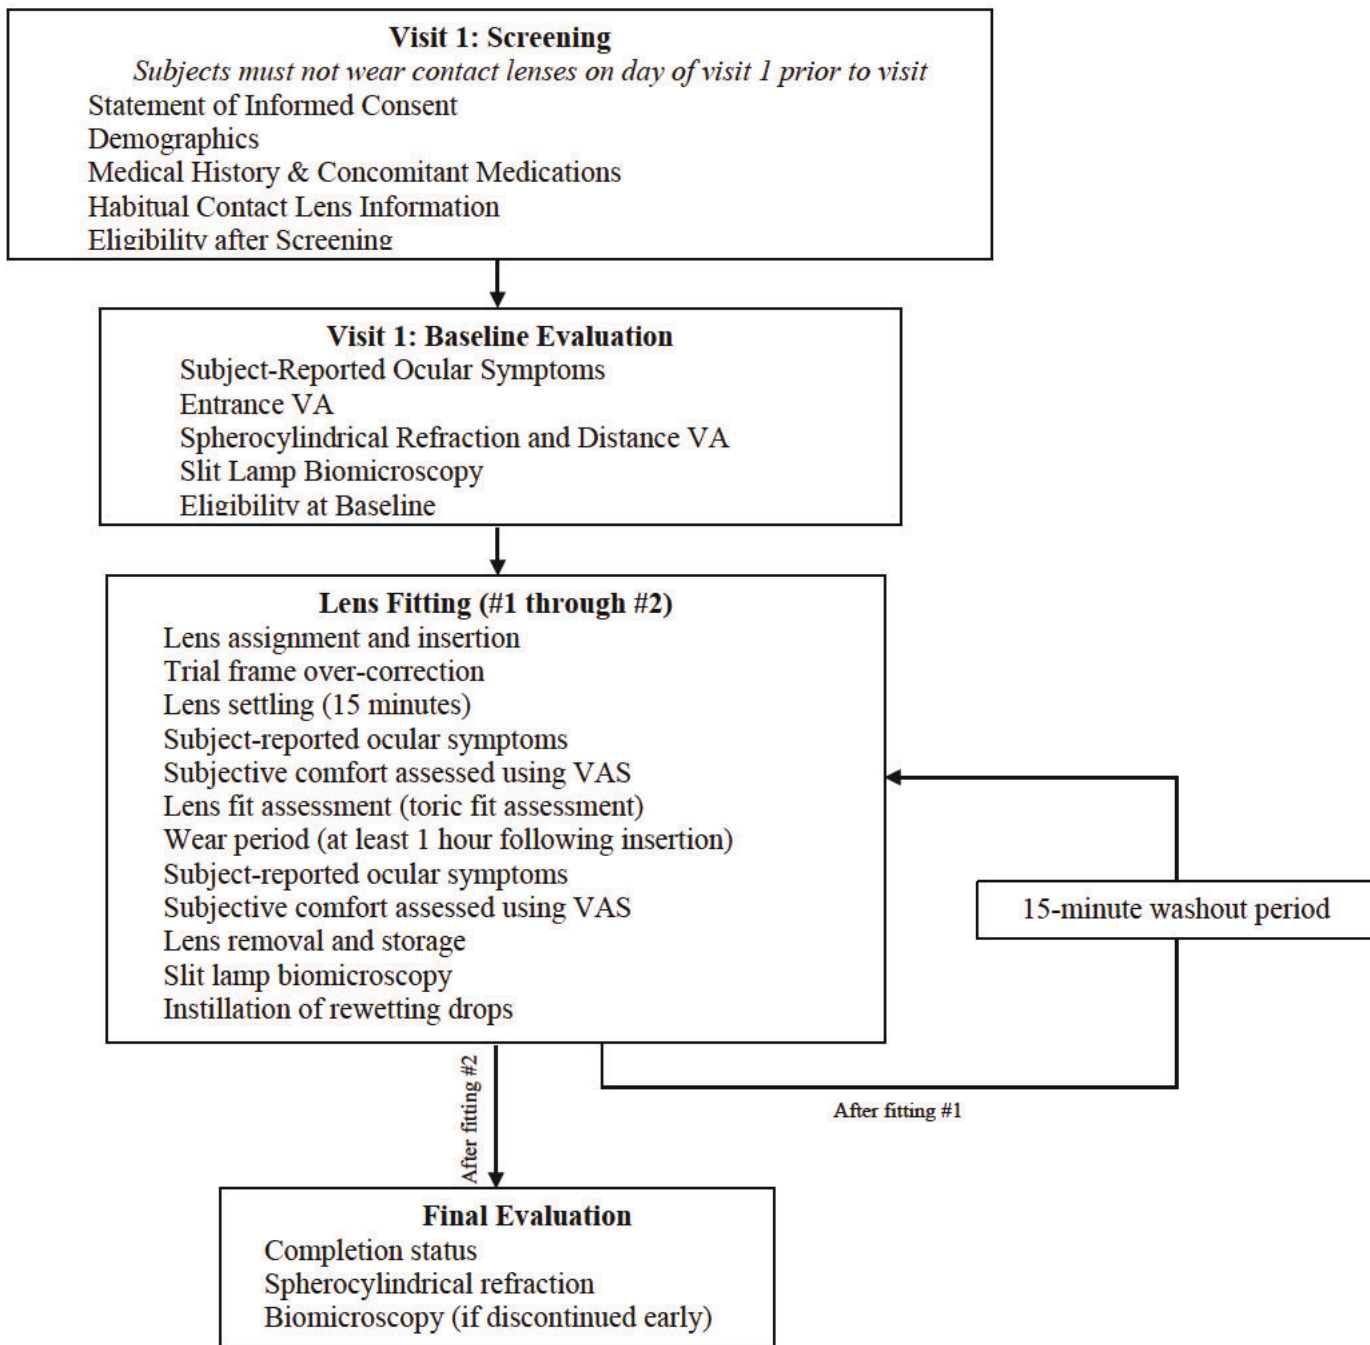 Visit 1: Screening
Subjects must not wear contact lenses on day of visit 1 prior to visit
Statement of Informed Consent
Demographics
Medical History & Concomitant Medications
Habitual Contact Lens Information
Eligibility after Screening
Visit 1: Baseline Evaluation
Subject-Reported Ocular Symptoms
Entrance VA
Spherocylindrical Refraction and Distance VA
Slit Lamp Biomicroscopy
Eligibility at Baseline
Lens Fitting (#1 through #2)
Lens assignment and insertion
Trial frame over-correction
Lens settling (15 minutes)
Subject-reported ocular symptoms
Subjective comfort assessed using VAS
Lens fit assessment (toric fit assessment)
Wear period (at least 1 hour following insertion)
Subject-reported ocular symptoms
Subjective comfort assessed using VAS
Lens removal and storage
Slit lamp biomicroscopy
Instillation of rewetting drops
15-minute washout period
After fitting #1
After fitting #2
Final Evaluation
Completion status
Spherocylindrical refraction
Biomicroscopy (if discontinued early)